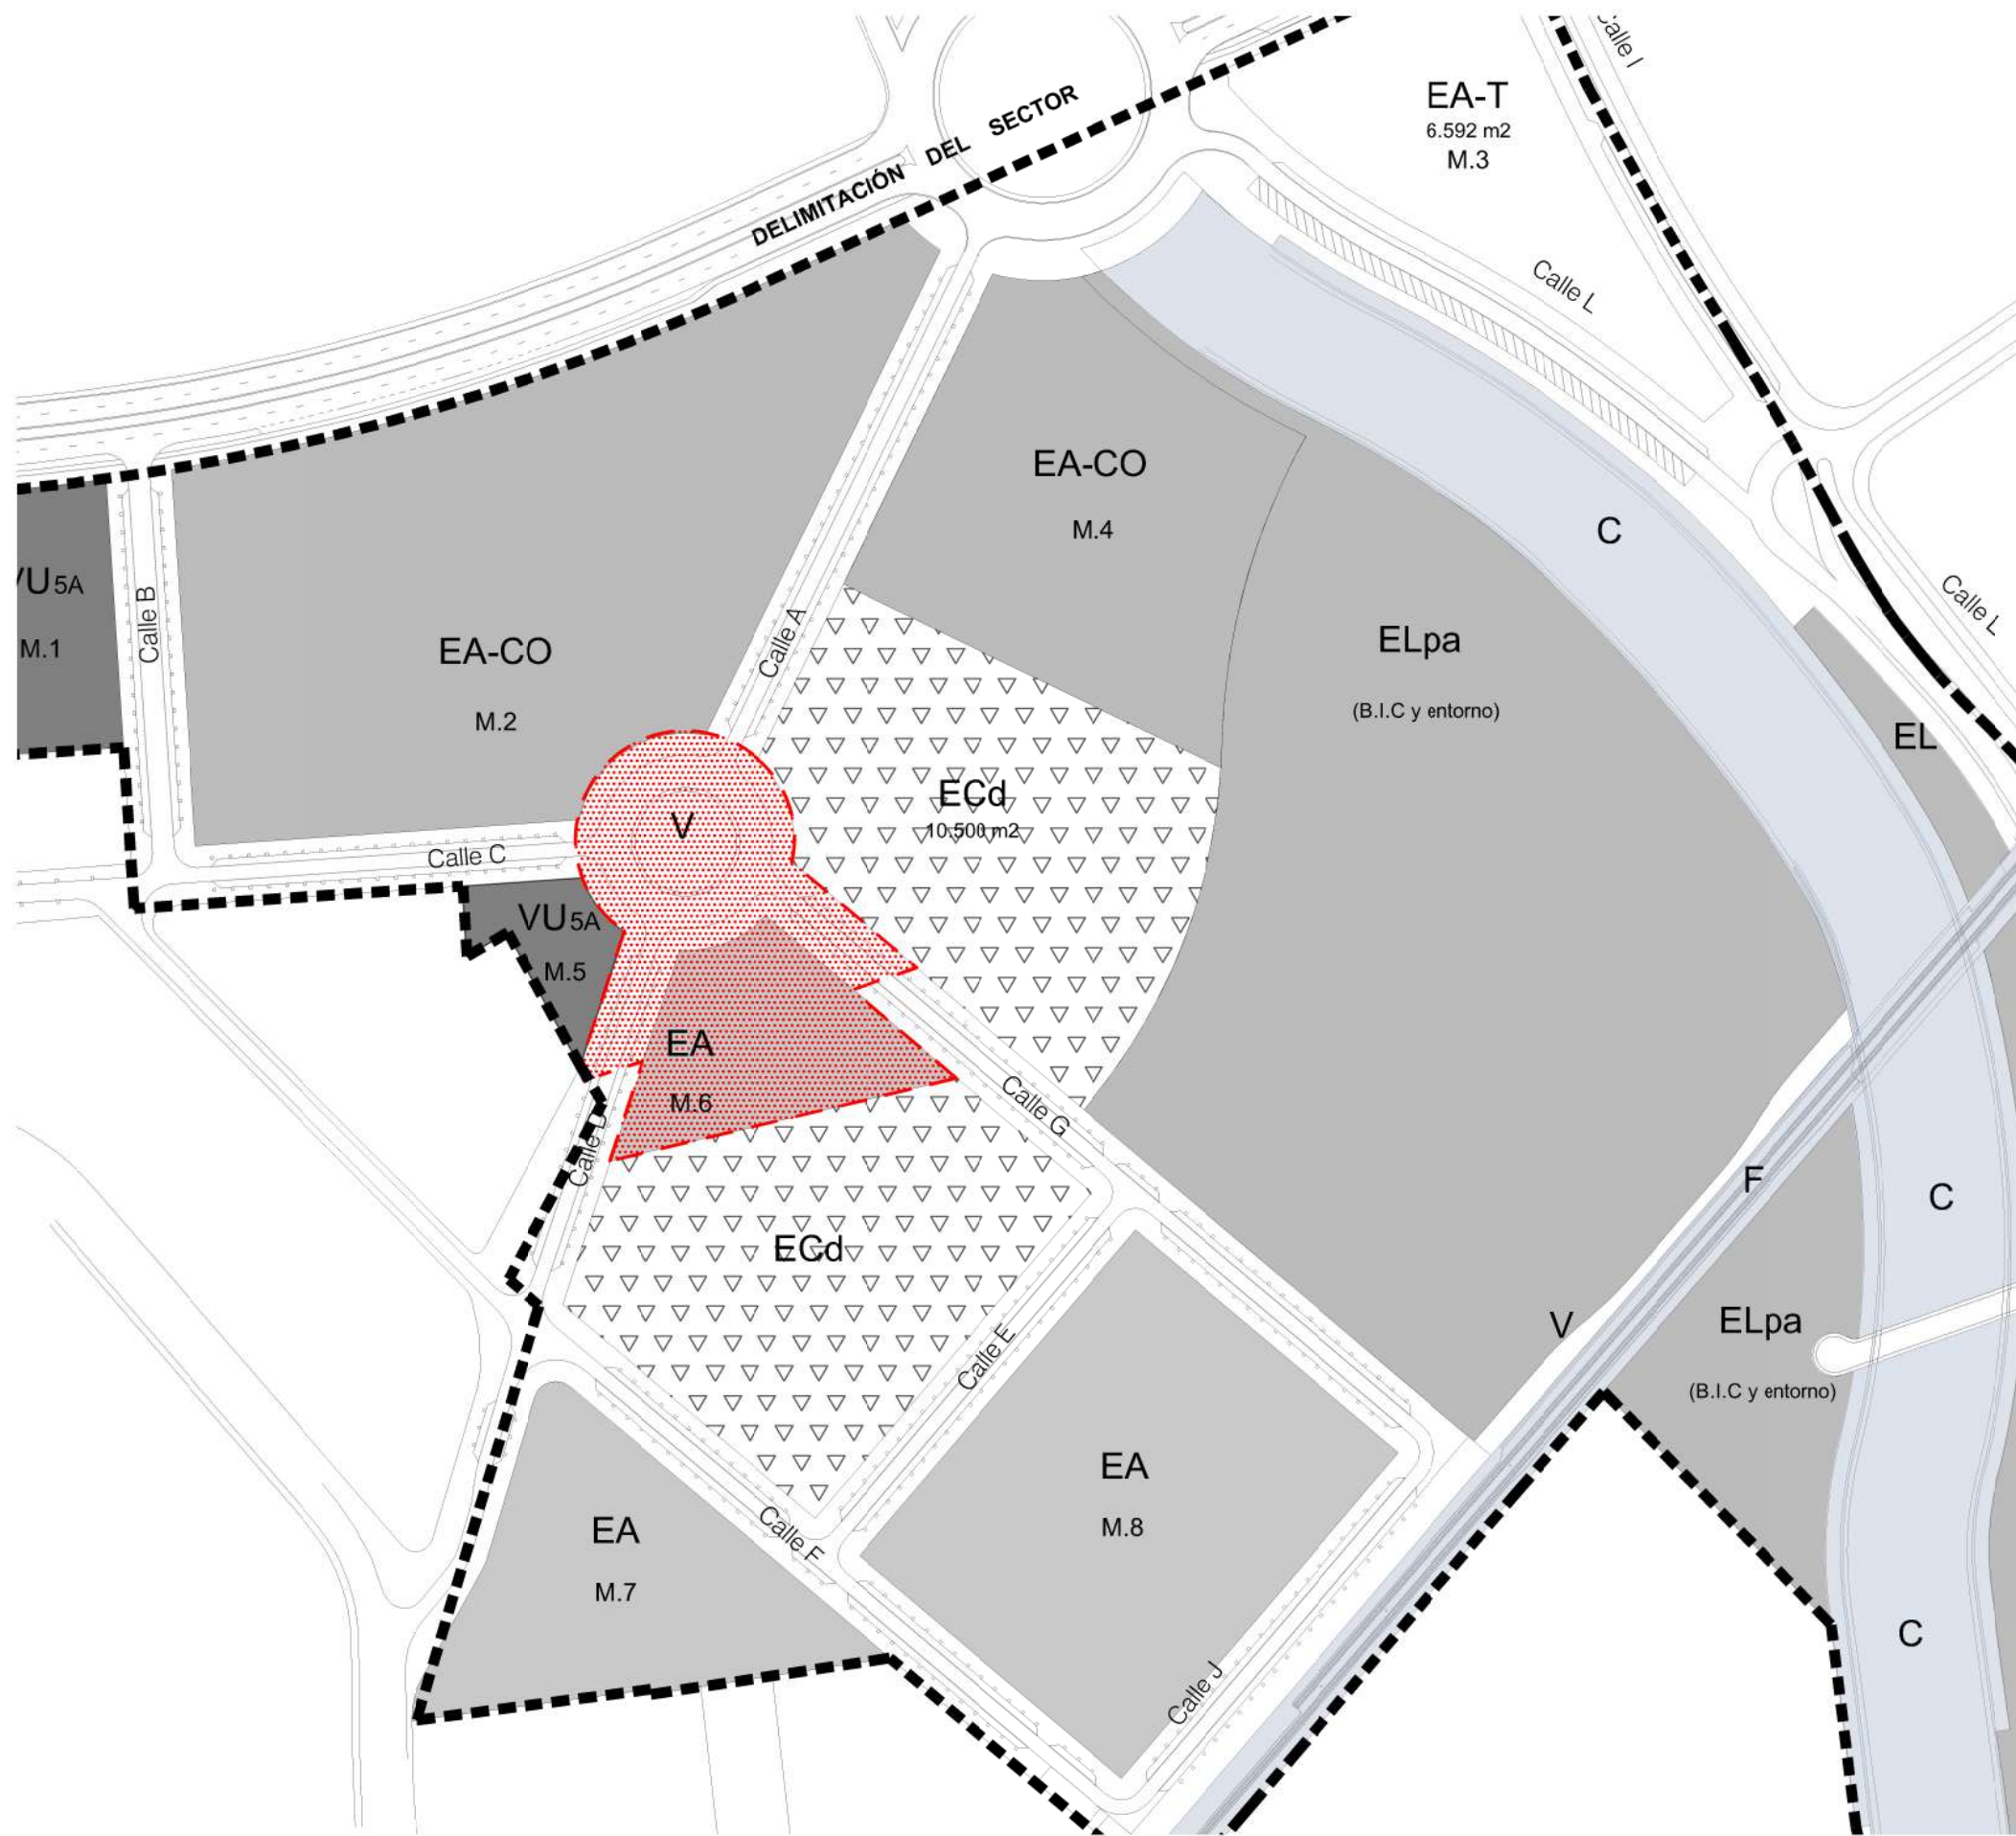 Calle I
EA-T
6.592 m2
M.3
DELIMITACIÓN DEL SECTOR
Calle L
EA-CO
M.4
C
5A
M.1
Calle B
Calle A
Calle L
EA-CO
M.2
ELpa
(B.I.C y entorno)
EL
ECd
10.500 m2
V
Calle C
VU5A
M.5
EA
M.6
Calle G
Calle D
F
C
ECd
V
ELpa
(B.I.C y entorno)
Calle E
EA
M.8
EA
M.7
Calle F
C
Calle J